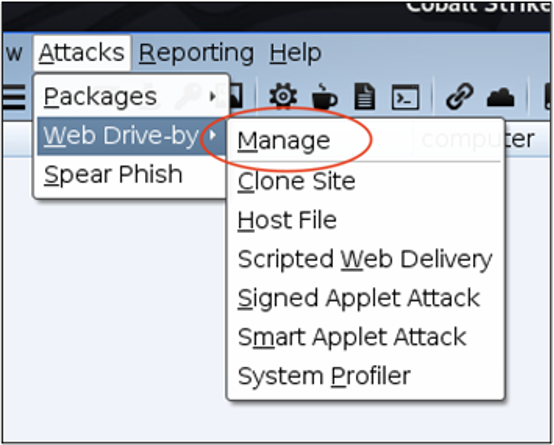 Cobalt Strike
w Attacks Reporting Help
Packages
Web Drive-by
Spear Phish
computer
Manage
Clone Site
Host File
Scripted Web Delivery
Signed Applet Attack
Smart Applet Attack
System Profiler